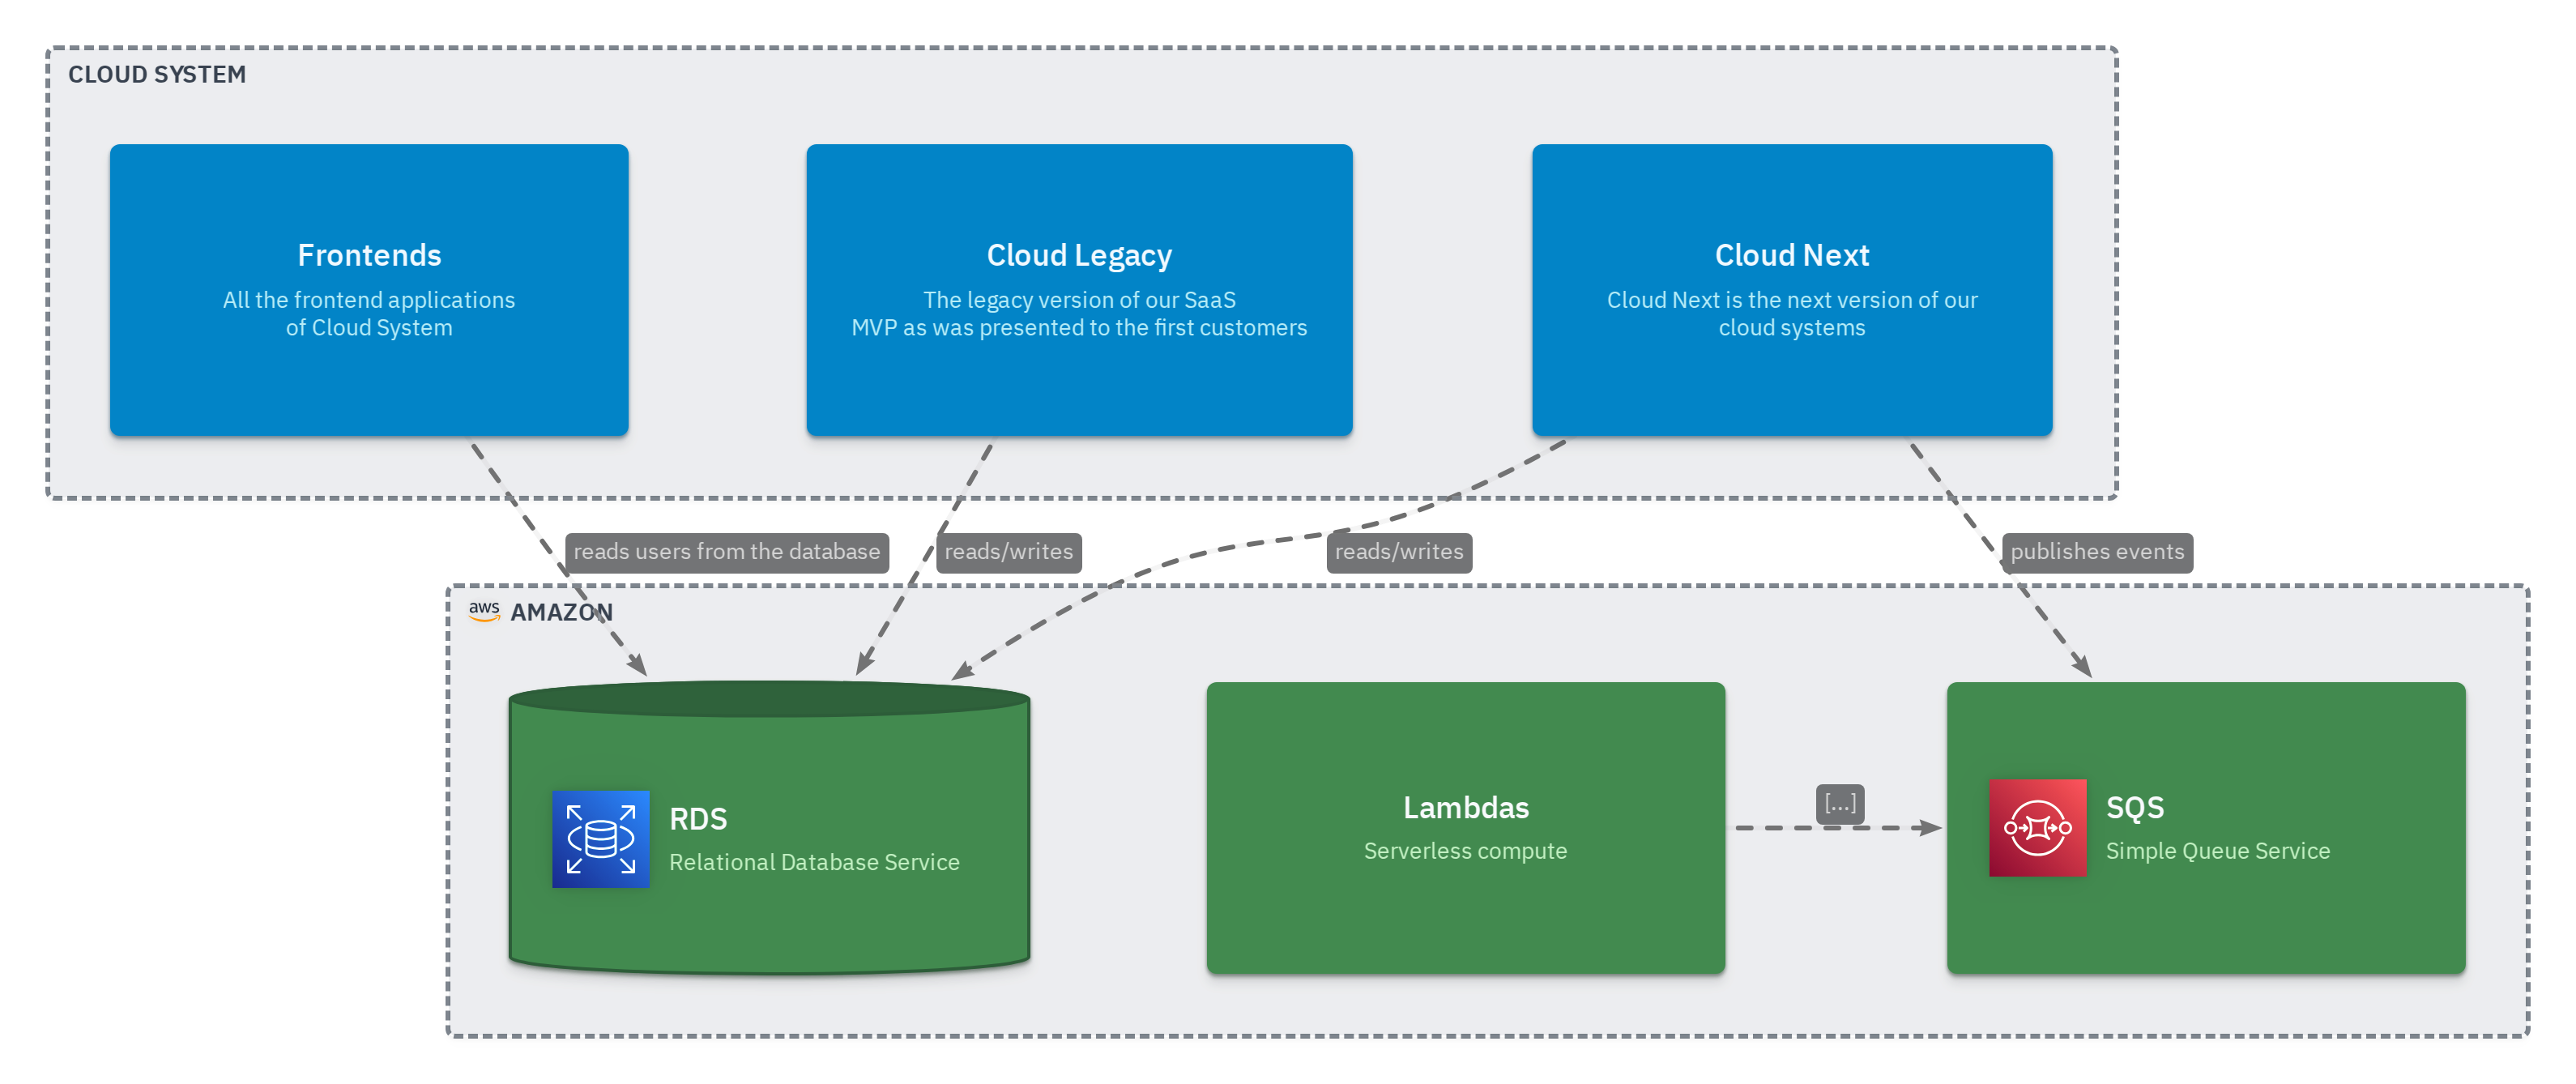 CLOUD SYSTEM
Frontends
All the frontend applications
of Cloud System
Cloud Legacy
The legacy version of our SaaS
MVP as was presented to the first customers
Cloud Next
Cloud Next is the next version of our
cloud systems
reads users from the database
reads/writes
reads/writes
publishes events
aws AMAZON
RDS
Relational Database Service
Lambdas
Serverless compute
[...]
SQS
Simple Queue Service